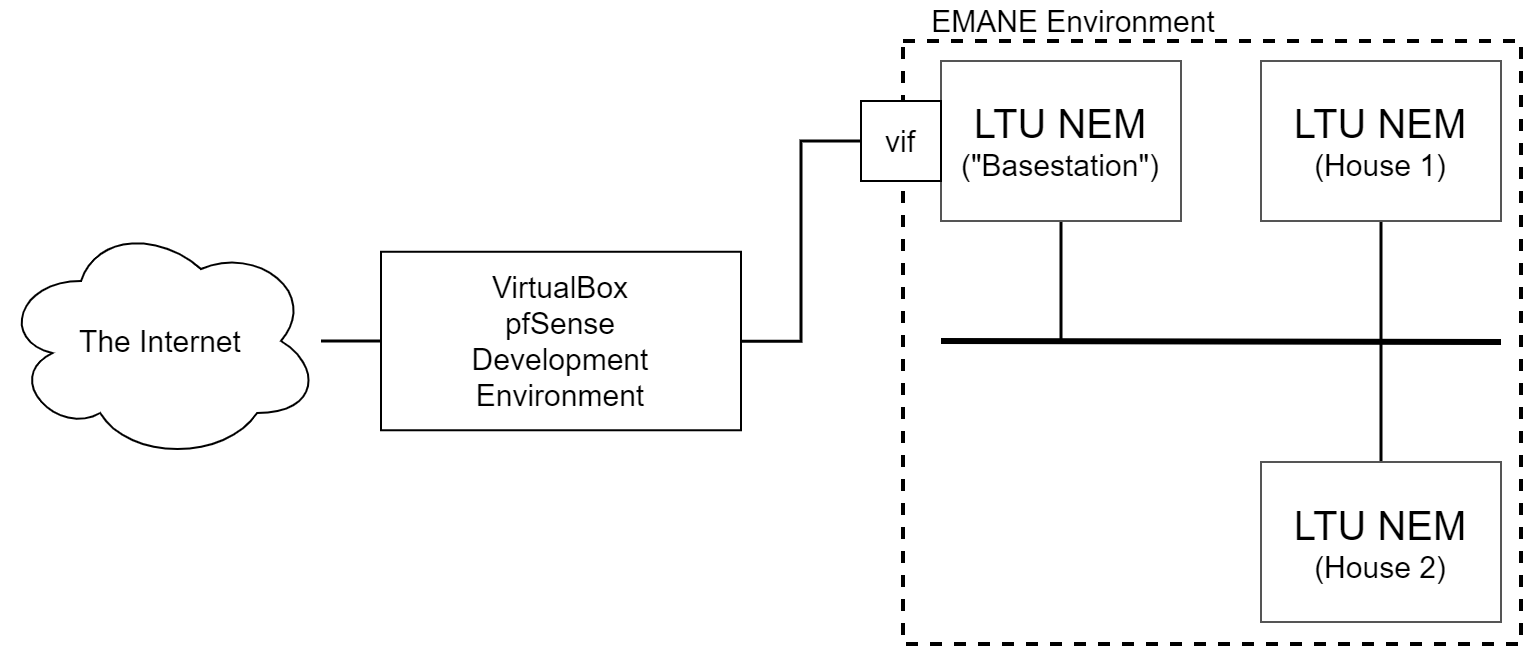 EMANE Environment
LTU NEM
("Basestation")
LTU NEM
(House 1)
vif
The Internet
VirtualBox
pfSense
Development
Environment
LTU NEM
(House 2)